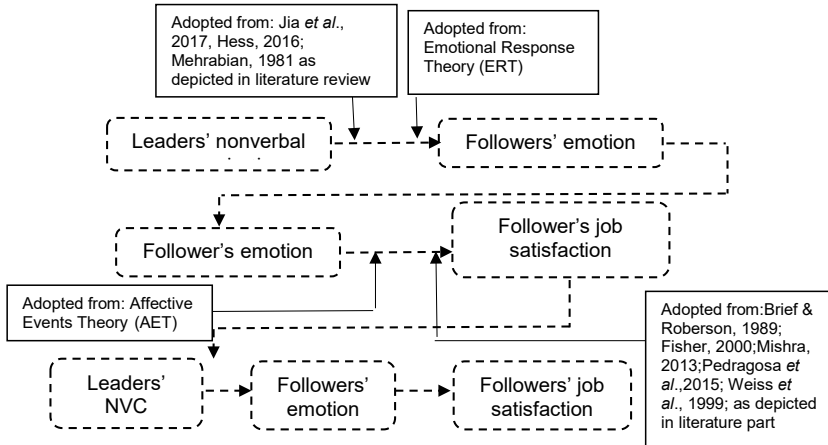 Adopted from: Jia et al.,
2017, Hess, 2016;
Mehrabian, 1981 as
depicted in literature review
Adopted from:
Emotional Response
Theory (ERT)
Leaders’ nonverbal
Followers’ emotion
Follower’s emotion
Follower’s job
satisfaction
Adopted from: Affective
Events Theory (AET)
Adopted from:Brief &
Roberson, 1989;
Fisher, 2000;Mishra,
2013;Pedragosa et
al.,2015; Weiss et
al., 1999; as depicted
in literature part
Leaders’
NVC
Followers’
emotion
Followers’ job
satisfaction